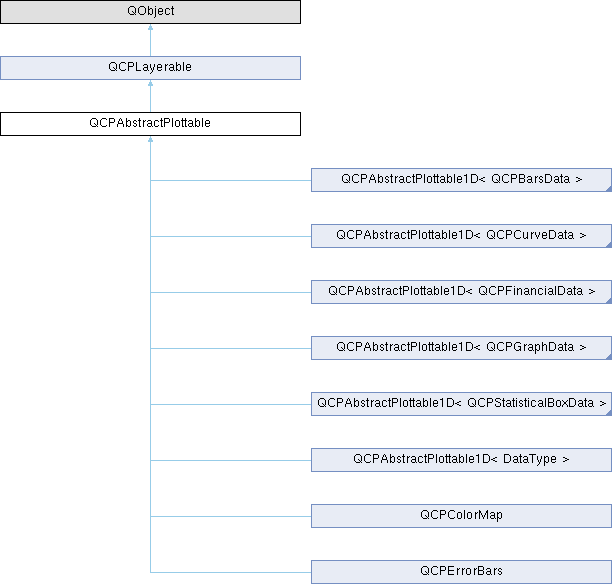 QObject
QCPLayerable
QCPAbstractPlottable
QCPAbstractPlottable1D< QCPBarsData >
QCPAbstractPlottable1D< QCPCurveData >
QCPAbstractPlottable1D< QCPFinancialData >
QCPAbstractPlottable1D< QCPGraphData >
QCPAbstractPlottable1D< QCPStatisticalBoxData >
QCPAbstractPlottable1D< DataType >
QCPColorMap
QCPErrorBars